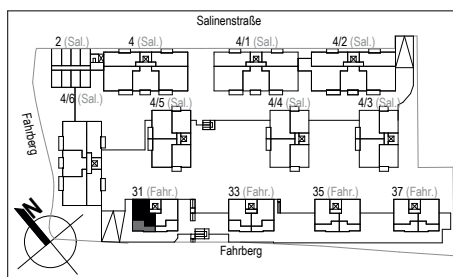 Salinenstraße
2 (Sal.) 4 (Sal.) 4/1 (Sal.) 4/2 (Sal.)
4/6 (Sal.) 4/5 (Sal.) 4/4 (Sal.) 4/3 (Sal.)
Fahrberg
31 (Fahr.) 33 (Fahr.) 35 (Fahr.) 37 (Fahr.)
N
Fahrberg